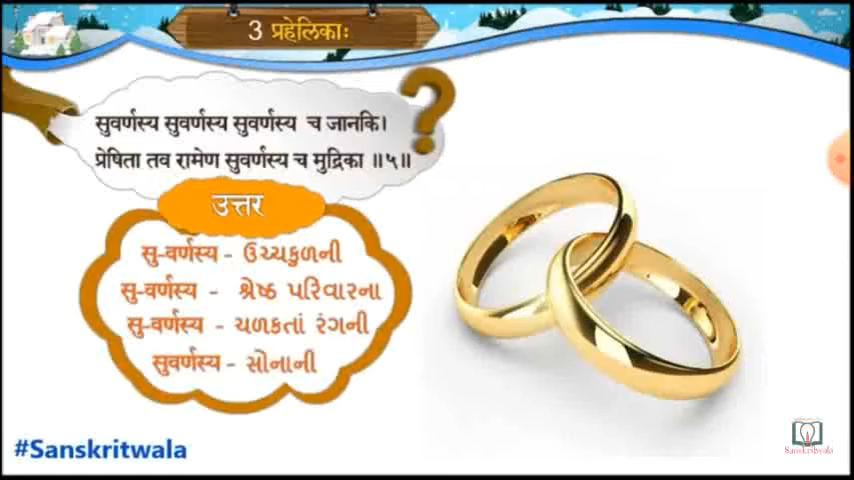 3 प्रहेलिकाः
सुवर्णस्य सुवर्णस्य सुवर्णस्य च जानकि।
प्रेषिता तव रामेण सुवर्णस्य च मुद्रिका ॥५॥
?
उत्तर
सु-वर्णस्य - ઉચ્ચકુળની
सु-वर्णस्य - શ્રેષ્ઠ પરિવારના
सु-वर्णस्य - ચળકતાં રંગની
सुवर्णस्य - સોનાની
#Sanskritwala
Sanskritwala